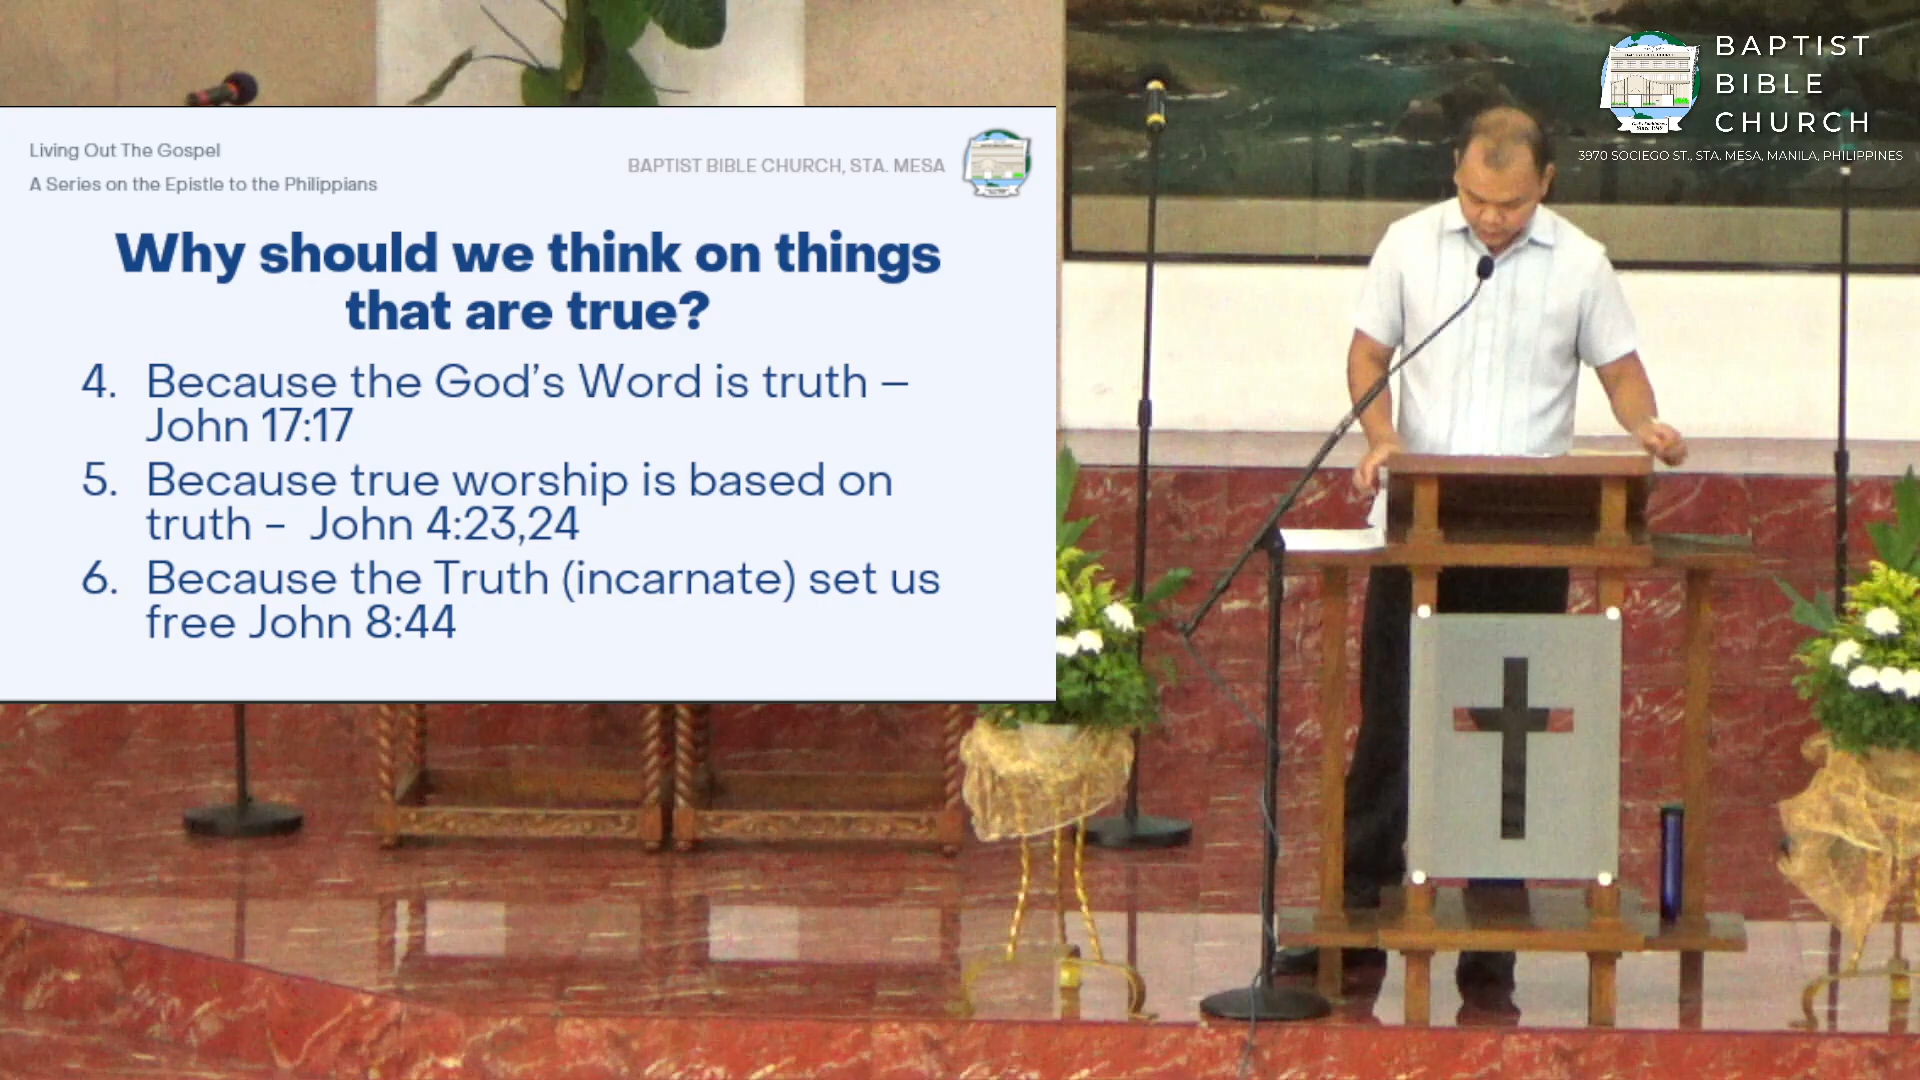 Living Out The Gospel
A Series on the Epistle to the Philippians
BAPTIST BIBLE CHURCH, STA. MESA
Why should we think on things
that are true?
4. Because the God's Word is truth –
John 17:17
5. Because true worship is based on
truth – John 4:23,24
6. Because the Truth (incarnate) set us
free John 8:44
BAPTIST
BIBLE
CHURCH
3970 SOCIEGO ST., STA. MESA, MANILA, PHILIPPINES